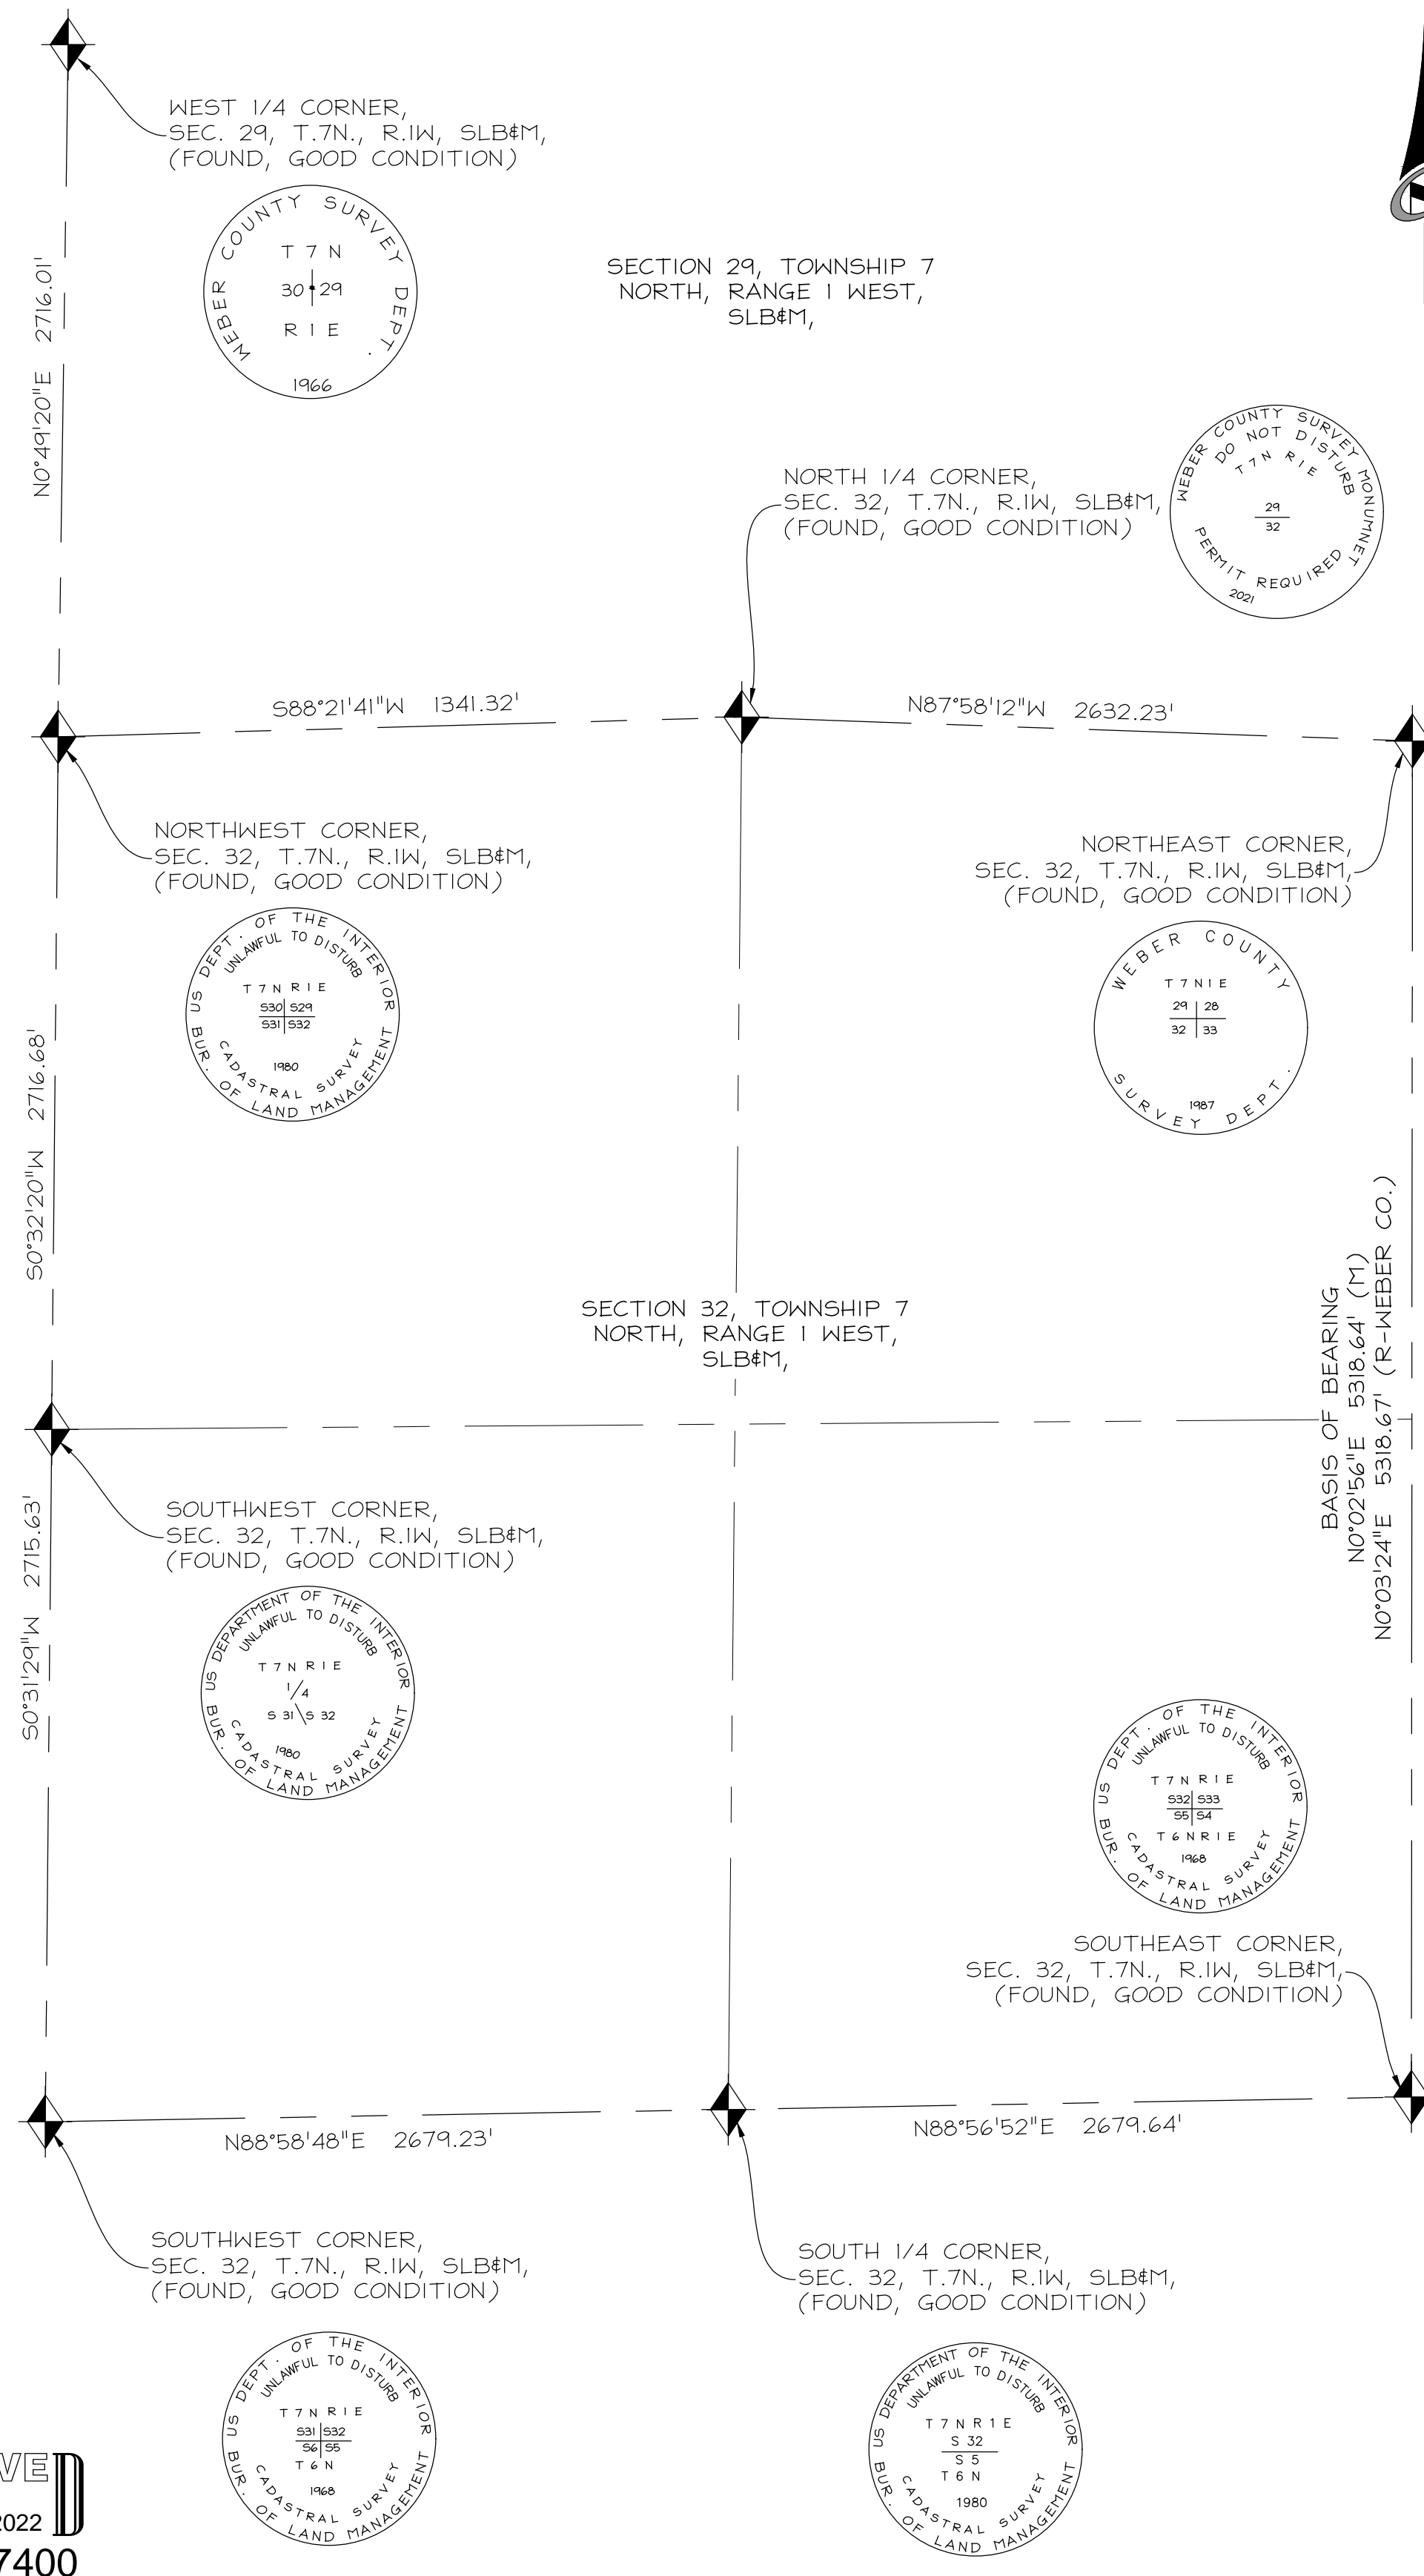 WEST 1/4 CORNER,
SEC. 29, T.7N., R.1W, SLB&M,
(FOUND, GOOD CONDITION)
WEBER COUNTY SURVEY DEPT.
T 7 N
30 29
R 1 E
1966
N0°49'20"E 2716.01'
SECTION 29, TOWNSHIP 7
NORTH, RANGE 1 WEST,
SLB&M,
NORTH 1/4 CORNER,
SEC. 32, T.7N., R.1W, SLB&M,
(FOUND, GOOD CONDITION)
WEBER COUNTY SURVEY MONUMNET
DO NOT DISTURB
T 7 N R 1 E
29
32
PERMIT REQUIRED
2021
S88°21'41"W 1341.32'
N87°58'12"W 2632.23'
NORTHWEST CORNER,
SEC. 32, T.7N., R.1W, SLB&M,
(FOUND, GOOD CONDITION)
US DEPT. OF THE INTERIOR
UNLAWFUL TO DISTURB
T 7 N R 1 E
S30 S29
S31 S32
1980
CADASTRAL SURVEY
BUR. OF LAND MANAGEMENT
NORTHEAST CORNER,
SEC. 32, T.7N., R.1W, SLB&M,
(FOUND, GOOD CONDITION)
WEBER COUNTY
T 7 N 1 E
29 28
32 33
1987
SURVEY DEPT.
S0°32'20"W 2716.68'
SECTION 32, TOWNSHIP 7
NORTH, RANGE 1 WEST,
SLB&M,
BASIS OF BEARING
N0°02'56"E 5318.64' (M)
N0°03'24"E 5318.67' (R-WEBER CO.)
SOUTHWEST CORNER,
SEC. 32, T.7N., R.1W, SLB&M,
(FOUND, GOOD CONDITION)
US DEPARTMENT OF THE INTERIOR
UNLAWFUL TO DISTURB
T 7 N R 1 E
1/4
S 31 S 32
1980
CADASTRAL SURVEY
BUR. OF LAND MANAGEMENT
S0°31'29"W 2715.63'
US DEPT. OF THE INTERIOR
UNLAWFUL TO DISTURB
T 7 N R 1 E
S32 S33
S5 S4
T 6 N R 1 E
1968
CADASTRAL SURVEY
BUR. OF LAND MANAGEMENT
SOUTHEAST CORNER,
SEC. 32, T.7N., R.1W, SLB&M,
(FOUND, GOOD CONDITION)
N88°58'48"E 2679.23'
N88°56'52"E 2679.64'
SOUTHWEST CORNER,
SEC. 32, T.7N., R.1W, SLB&M,
(FOUND, GOOD CONDITION)
US DEPT. OF THE INTERIOR
UNLAWFUL TO DISTURB
T 7 N R 1 E
S31 S32
S6 S5
T 6 N
1968
CADASTRAL SURVEY
BUR. OF LAND MANAGEMENT
SOUTH 1/4 CORNER,
SEC. 32, T.7N., R.1W, SLB&M,
(FOUND, GOOD CONDITION)
US DEPARTMENT OF THE INTERIOR
UNLAWFUL TO DISTURB
T 7 N R 1 E
S 32
S 5
T 6 N
1980
CADASTRAL SURVEY
BUR. OF LAND MANAGEMENT
VED
2022
7400